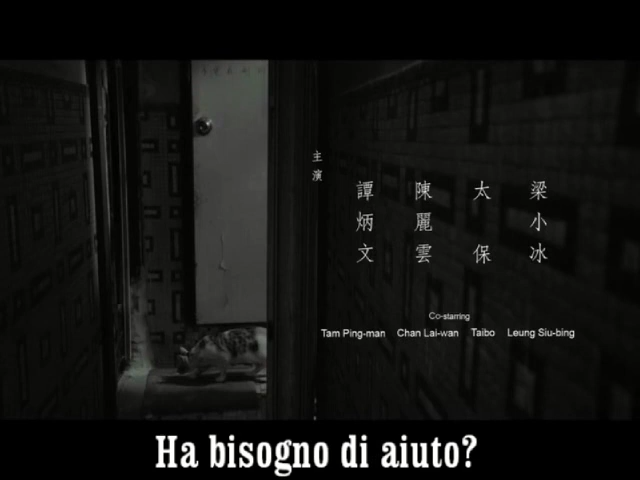 主演
譚炳文
陳麗雲
太保
梁小冰
Co-starring
Tam Ping-man Chan Lai-wan Taibo Leung Siu-bing
Ha bisogno di aiuto?